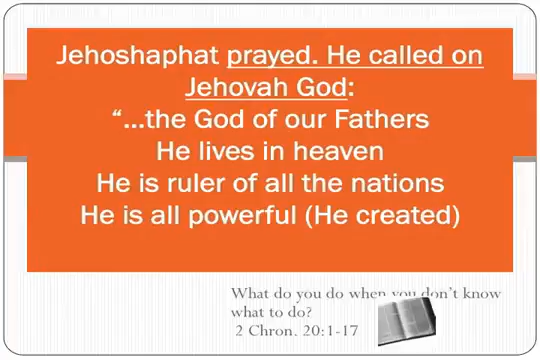 Jehoshaphat prayed. He called on
Jehovah God:
“...the God of our Fathers
He lives in heaven
He is ruler of all the nations
He is all powerful (He created)
What do you do when you don’t know
what to do?
2 Chron. 20:1-17